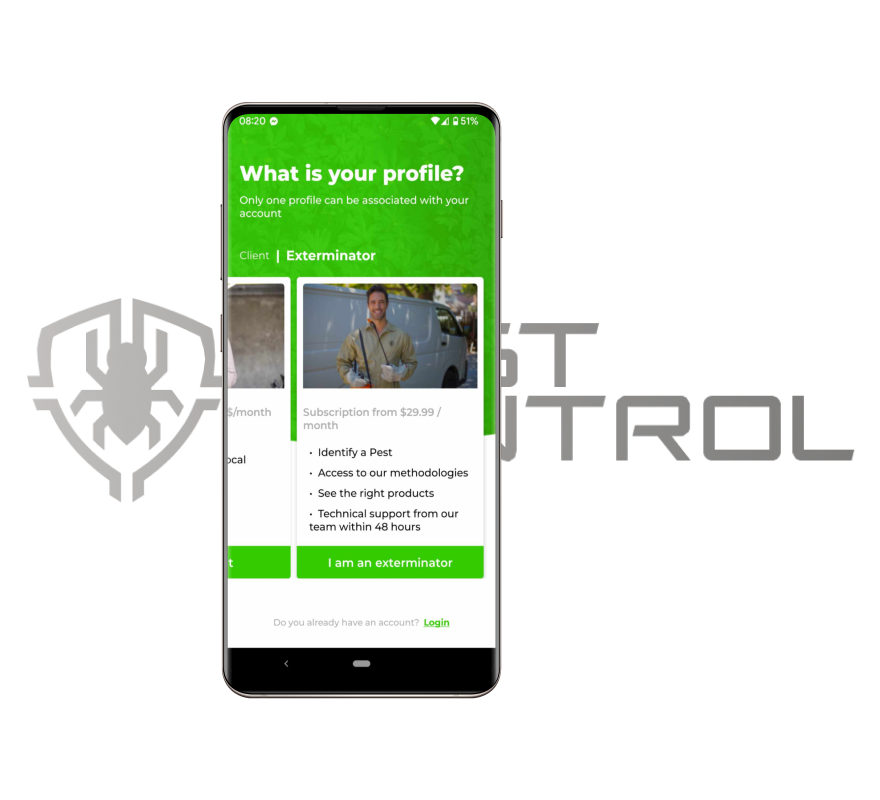 08:20
51%
What is your profile?
Only one profile can be associated with your
account
Client | Exterminator
$/month
Subscription from $29.99 /
month
• Identify a Pest
• Access to our methodologies
• See the right products
• Technical support from our
team within 48 hours
I am an exterminator
Do you already have an account? Login
ST
NTROL